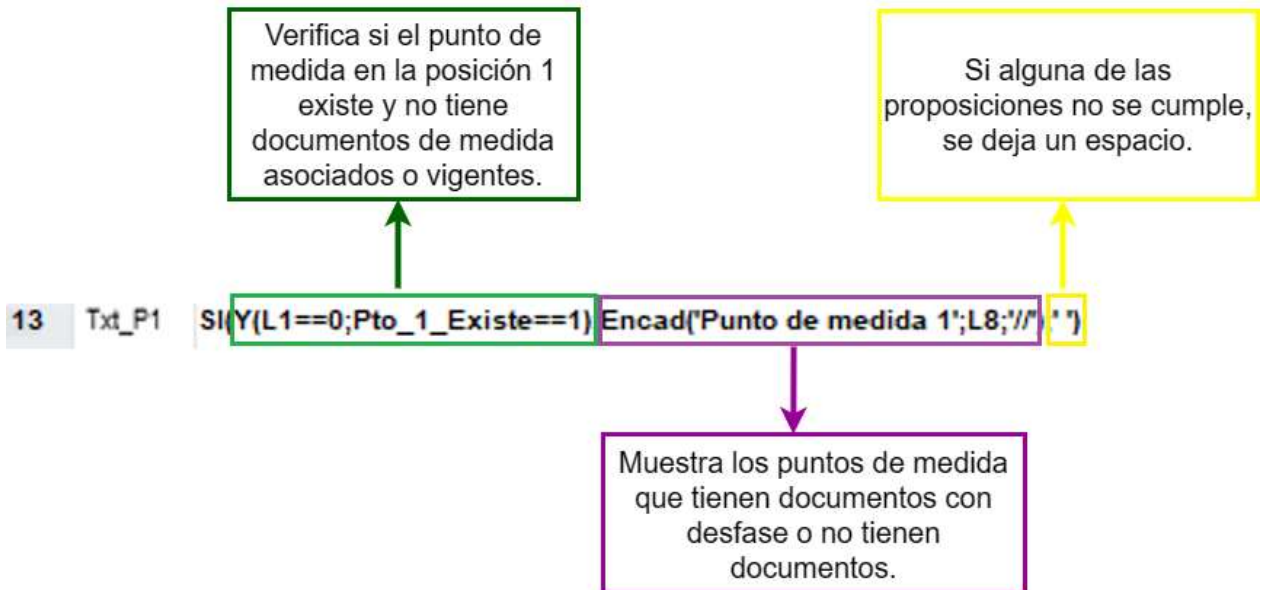 Verifica si el punto de
medida en la posición 1
existe y no tiene
documentos de medida
asociados o vigentes.
Si alguna de las
proposiciones no se cumple,
se deja un espacio.
13 Txt_P1 SI(Y(L1==0;Pto_1_Existe==1) Encad('Punto de medida 1';L8;'//') ' ')
Muestra los puntos de medida
que tienen documentos con
desfase o no tienen
documentos.